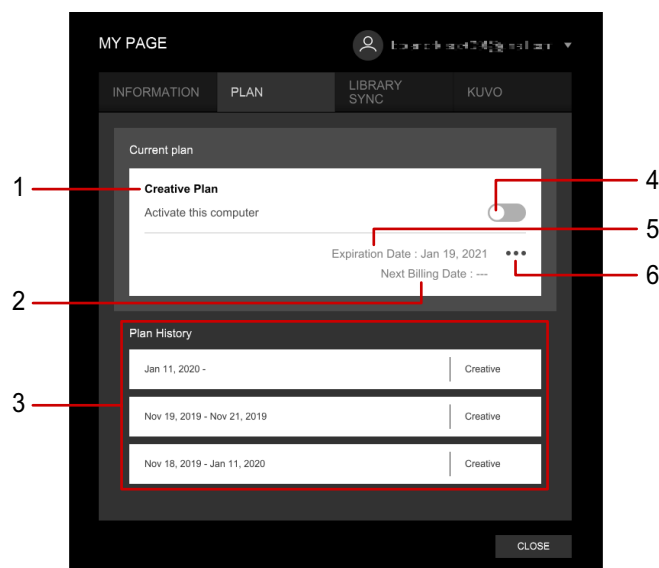 MY PAGE
INFORMATION
PLAN
LIBRARY
SYNC
KUVO
Current plan
1
Creative Plan
4
Activate this computer
5
Expiration Date : Jan 19, 2021
•••
6
Next Billing Date : ---
2
Plan History
Jan 11, 2020 -
Creative
3
Nov 19, 2019 - Nov 21, 2019
Creative
Nov 18, 2019 - Jan 11, 2020
Creative
CLOSE